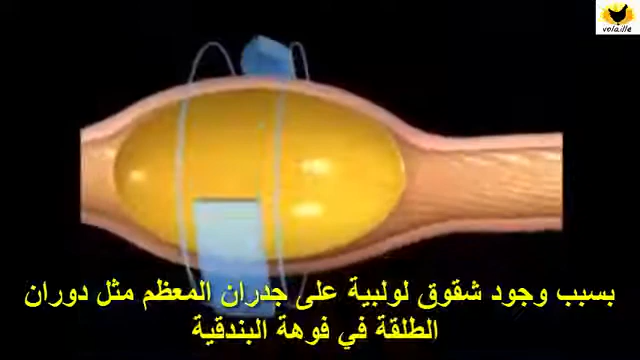 volaille
بسبب وجود شقوق لولبية على جدران المعظم مثل دوران
الطلقة في فوهة البندقية